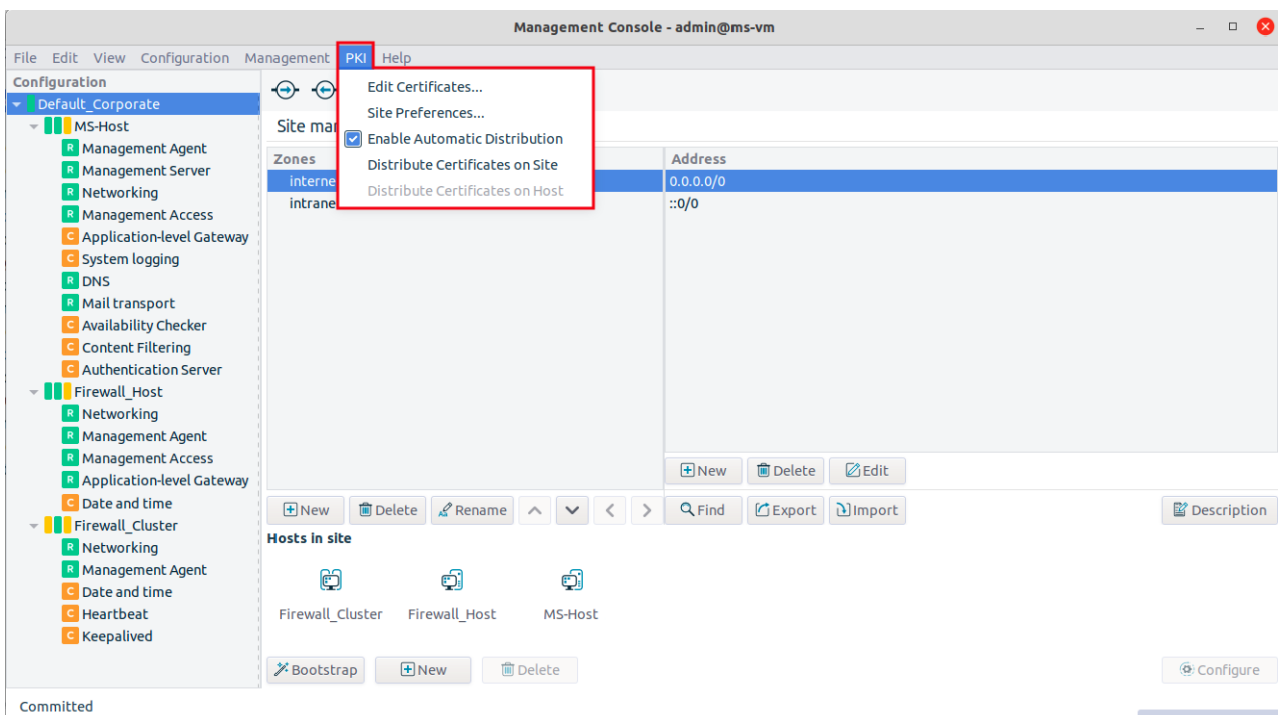 Management Console - admin@ms-vm
File Edit View Configuration Management PKI Help
Configuration
Default_Corporate
MS-Host
R Management Agent
R Management Server
R Networking
R Management Access
C Application-level Gateway
C System logging
R DNS
R Mail transport
C Availability Checker
C Content Filtering
C Authentication Server
Firewall_Host
R Networking
R Management Agent
R Management Access
R Application-level Gateway
C Date and time
Firewall_Cluster
R Networking
R Management Agent
C Date and time
C Heartbeat
C Keepalived
Edit Certificates...
Site Preferences...
Enable Automatic Distribution
Distribute Certificates on Site
Distribute Certificates on Host
Site mar
Zones Address
interne 0.0.0.0/0
intrane ::0/0
New Delete Edit
New Delete Rename Find Export Import Description
Hosts in site
Firewall_Cluster Firewall_Host MS-Host
Bootstrap New Delete Configure
Committed